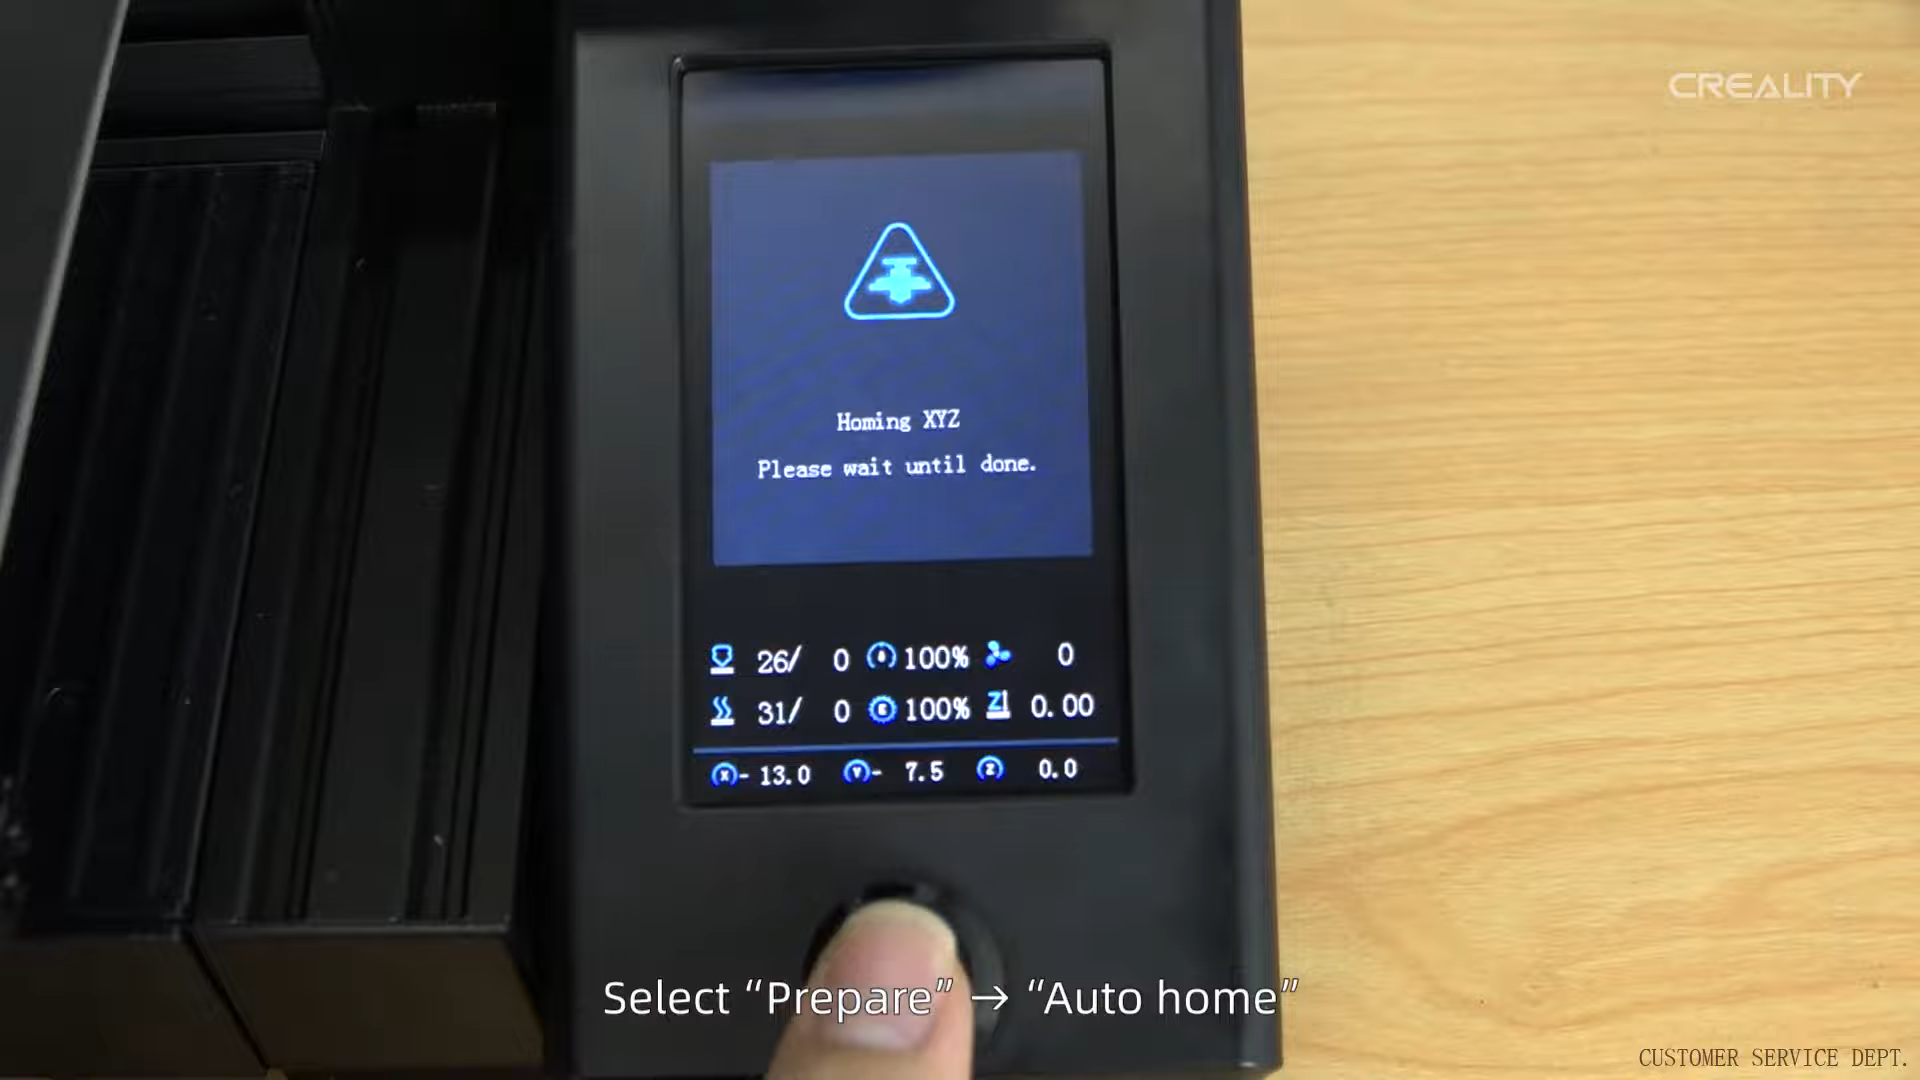 CREALITY
Homing XYZ
Please wait until done.
26/ 0 100% 0
31/ 0 E 100% Z 0.00
X - 13.0 Y - 7.5 Z 0.0
Select “Prepare” → “Auto home”
CUSTOMER SERVICE DEPT.